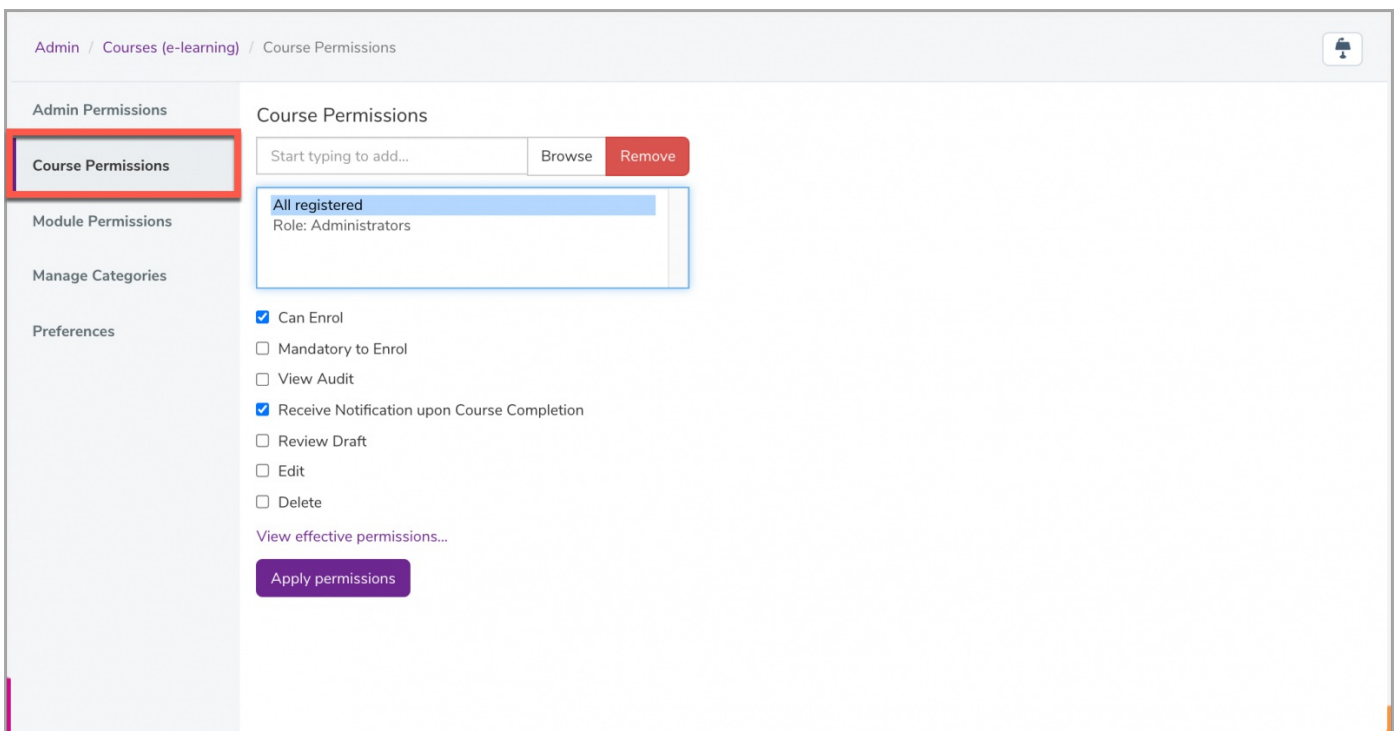 Admin / Courses (e-learning) / Course Permissions
Admin Permissions
Course Permissions
Module Permissions
Manage Categories
Preferences
Course Permissions
Start typing to add... Browse Remove
All registered
Role: Administrators
Can Enrol
Mandatory to Enrol
View Audit
Receive Notification upon Course Completion
Review Draft
Edit
Delete
View effective permissions...
Apply permissions